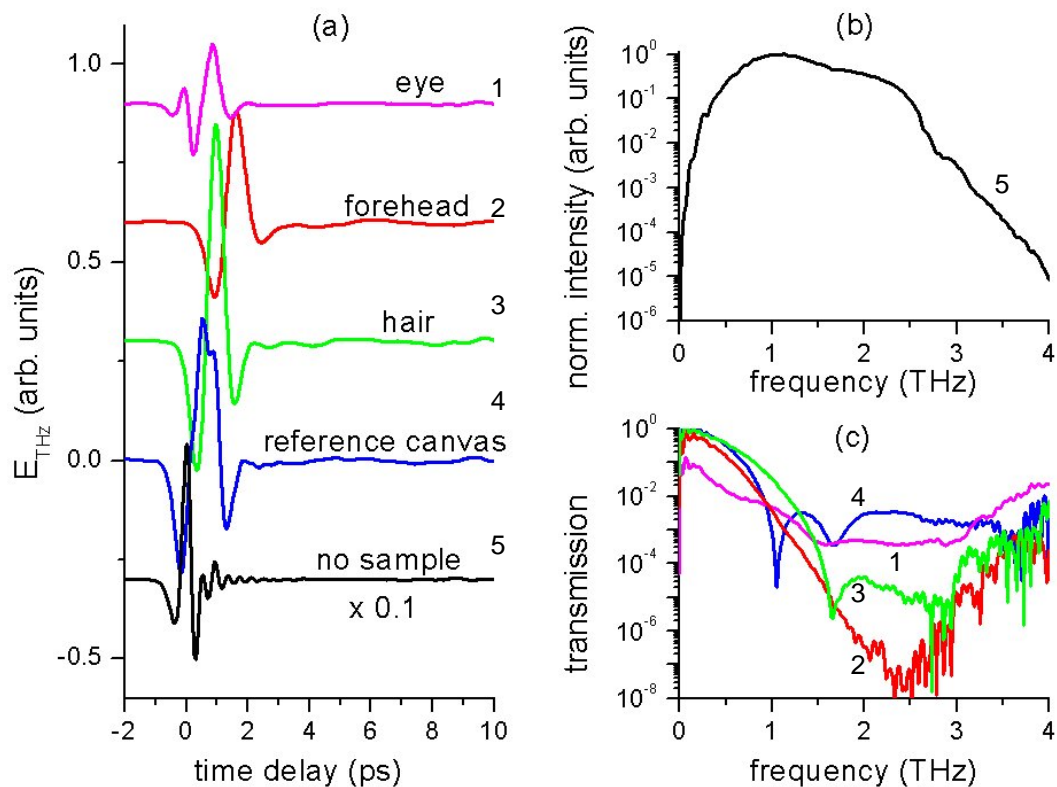 (a)
1.0
0.5
0.0
-0.5
E_THz (arb. units)
eye 1
forehead 2
hair 3
reference canvas 4
no sample 5
x 0.1
-2 0 2 4 6 8 10
time delay (ps)
(b)
norm. intensity (arb. units)
10^0
10^-1
10^-2
10^-3
10^-4
10^-5
10^-6
5
0 1 2 3 4
frequency (THz)
(c)
transmission
10^0
10^-2
10^-4
10^-6
10^-8
4
1
3
2
0 1 2 3 4
frequency (THz)